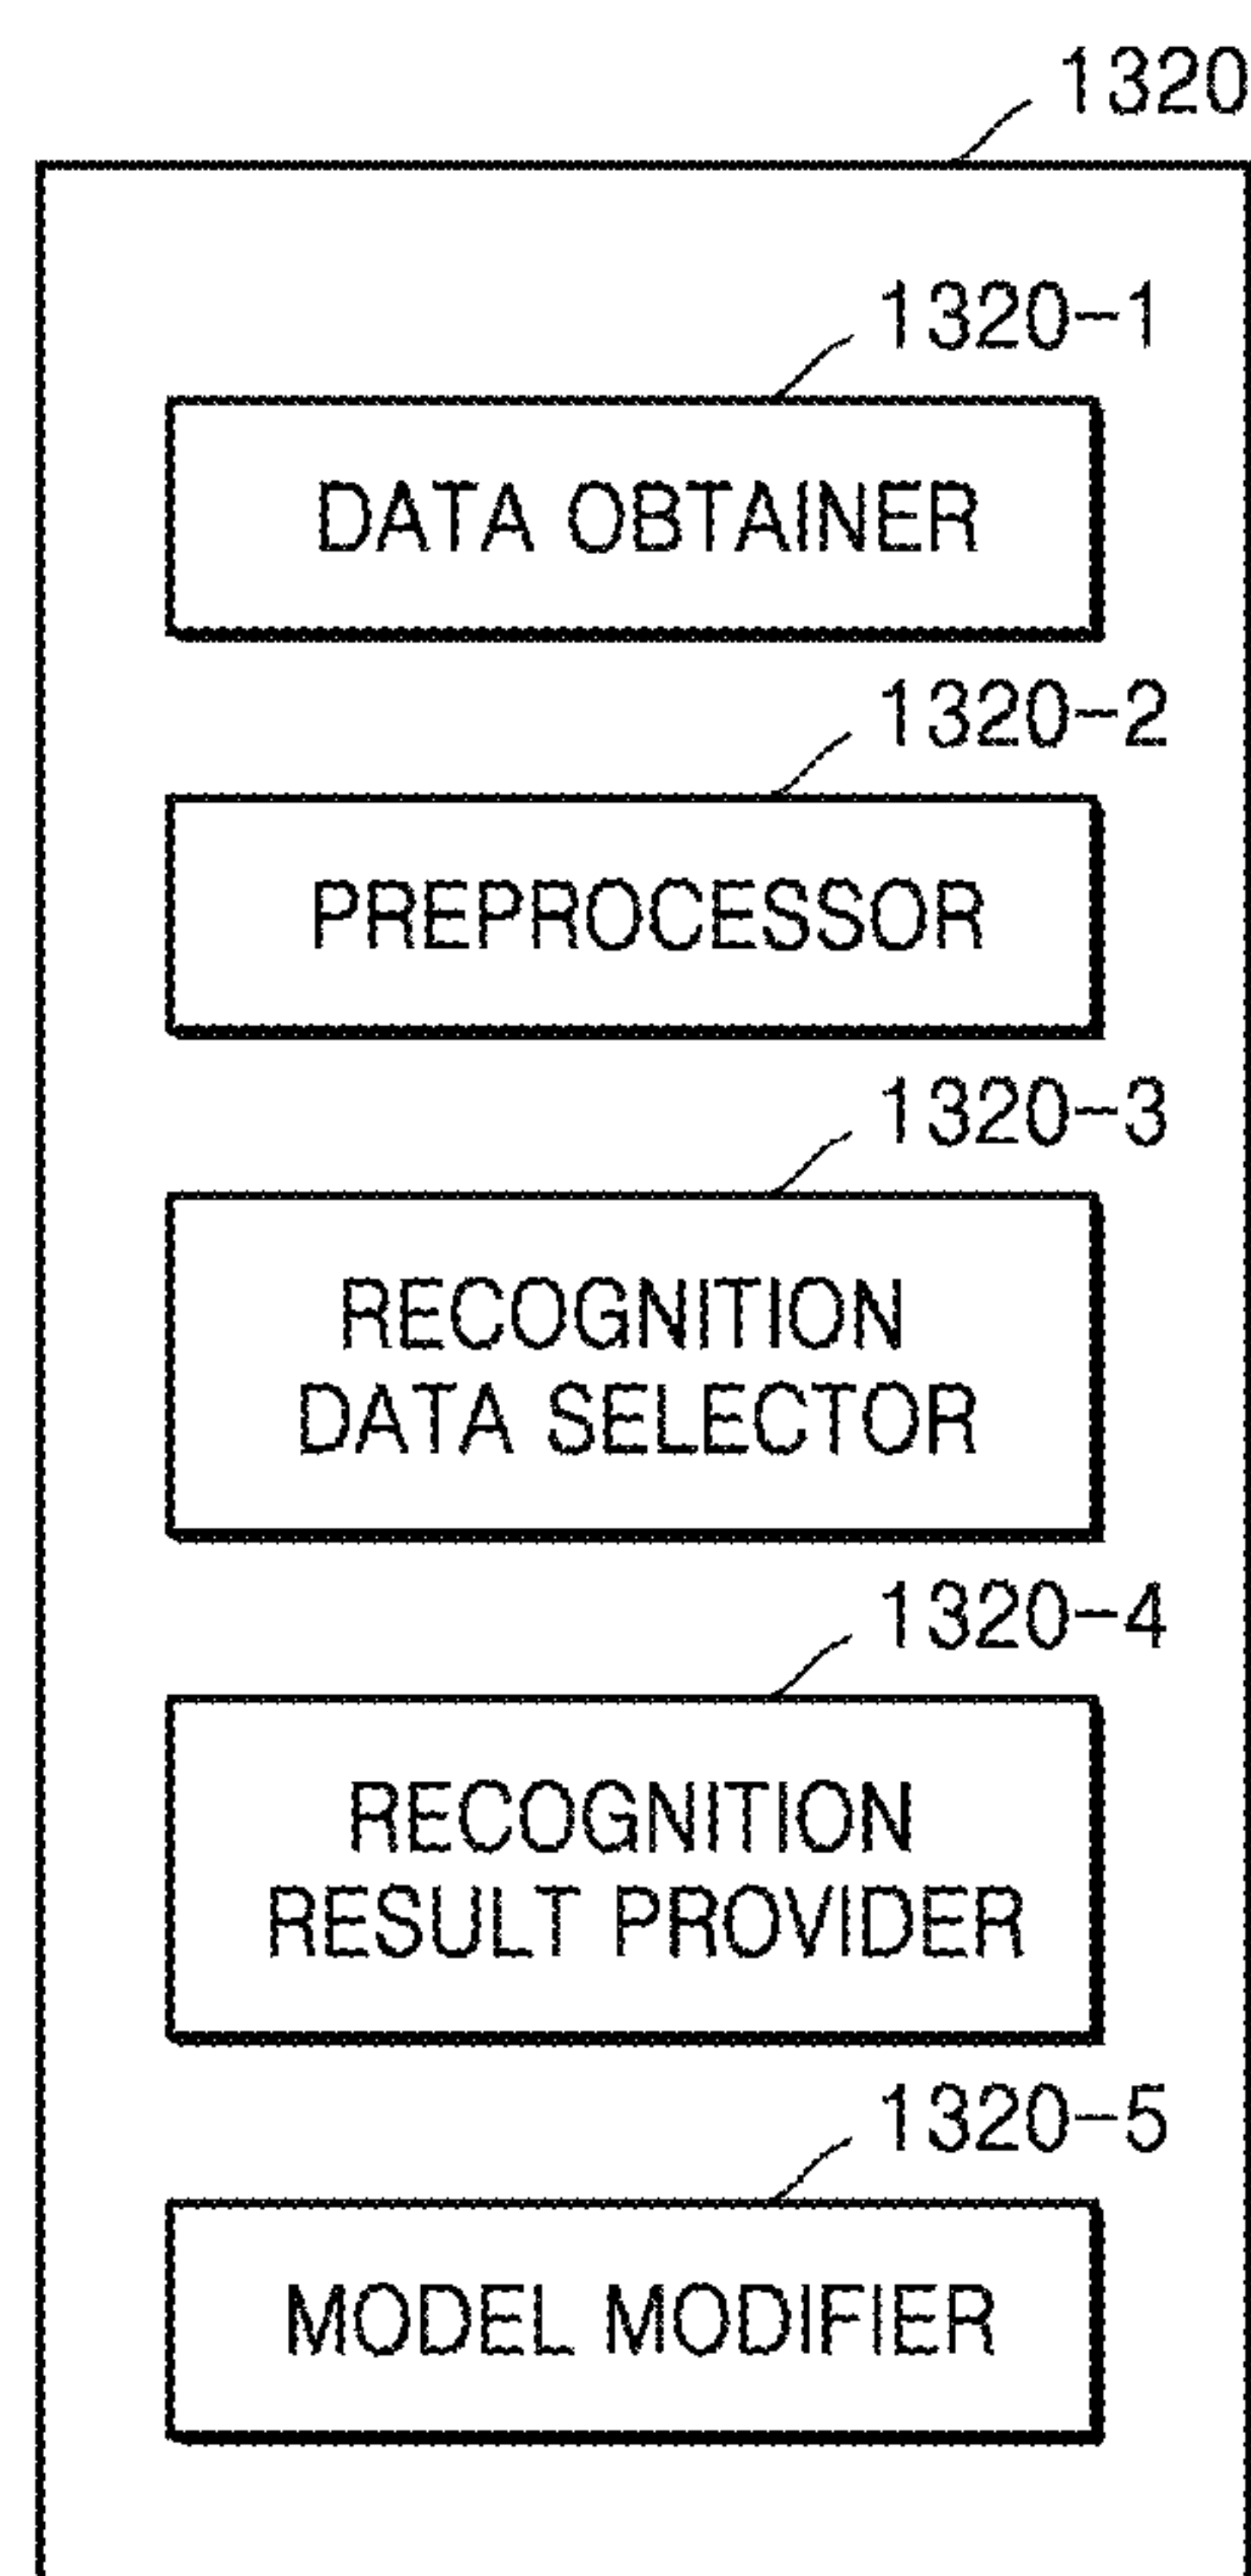 1320
1320-1
DATA OBTAINER
1320-2
PREPROCESSOR
1320-3
RECOGNITION
DATA SELECTOR
1320-4
RECOGNITION
RESULT PROVIDER
1320-5
MODEL MODIFIER